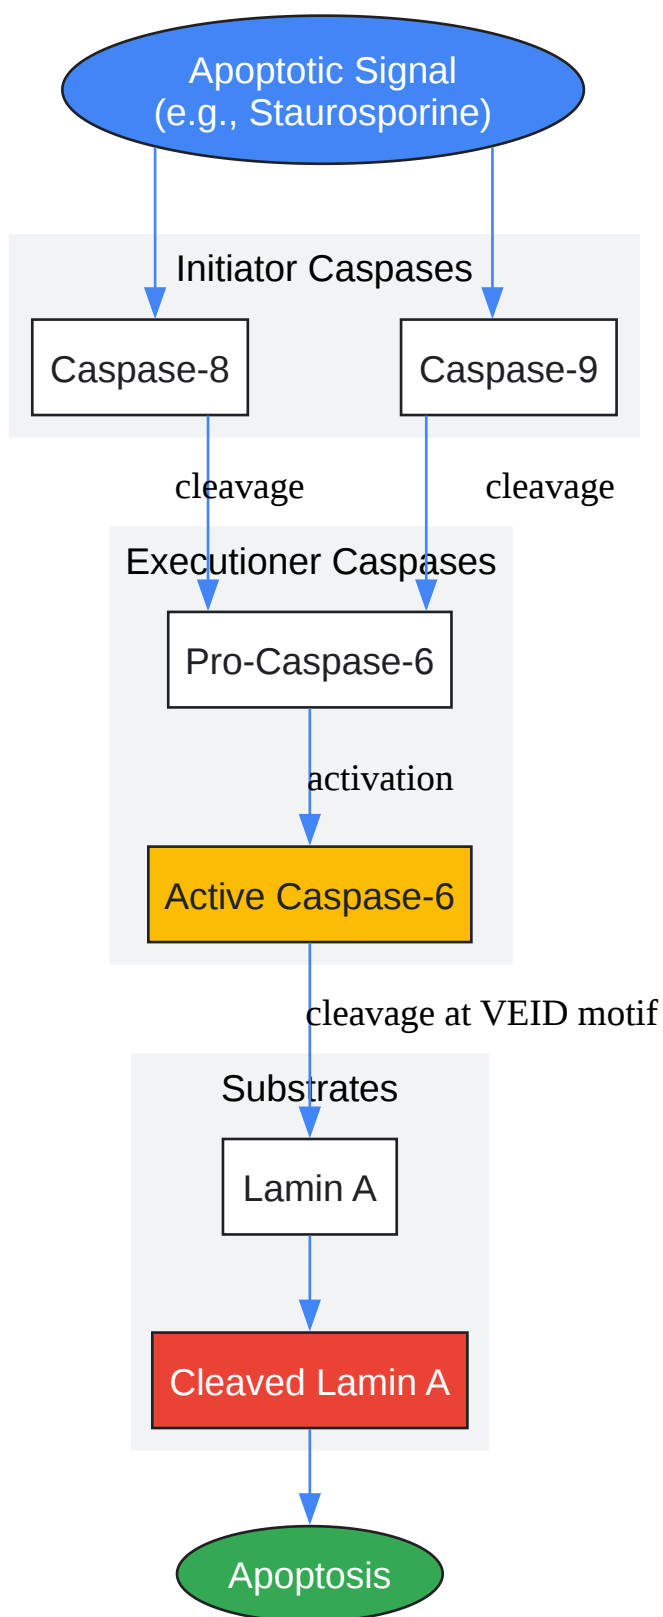 Apoptotic Signal
(e.g., Staurosporine)
Initiator Caspases
Caspase-8
Caspase-9
cleavage
cleavage
Executioner Caspases
Pro-Caspase-6
activation
Active Caspase-6
cleavage at VEID motif
Substrates
Lamin A
Cleaved Lamin A
Apoptosis